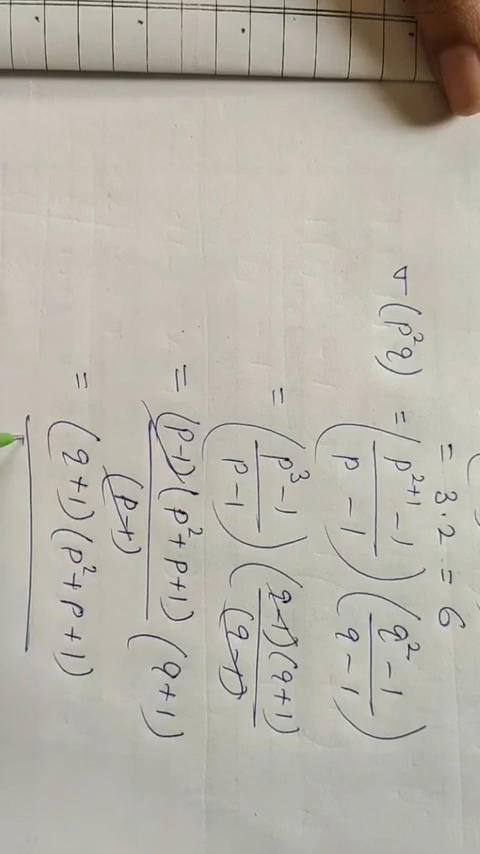 = 3·2 = 6
σ(p²q) = ((p²⁺¹ - 1)/(p - 1)) ((q² - 1)/(q - 1))
= ((p³ - 1)/(p - 1)) ((q-1)(q+1)/(q-1))
= (p-1)(p² + p + 1)/(p-1) (q+1)
= (q+1)(p² + p + 1)